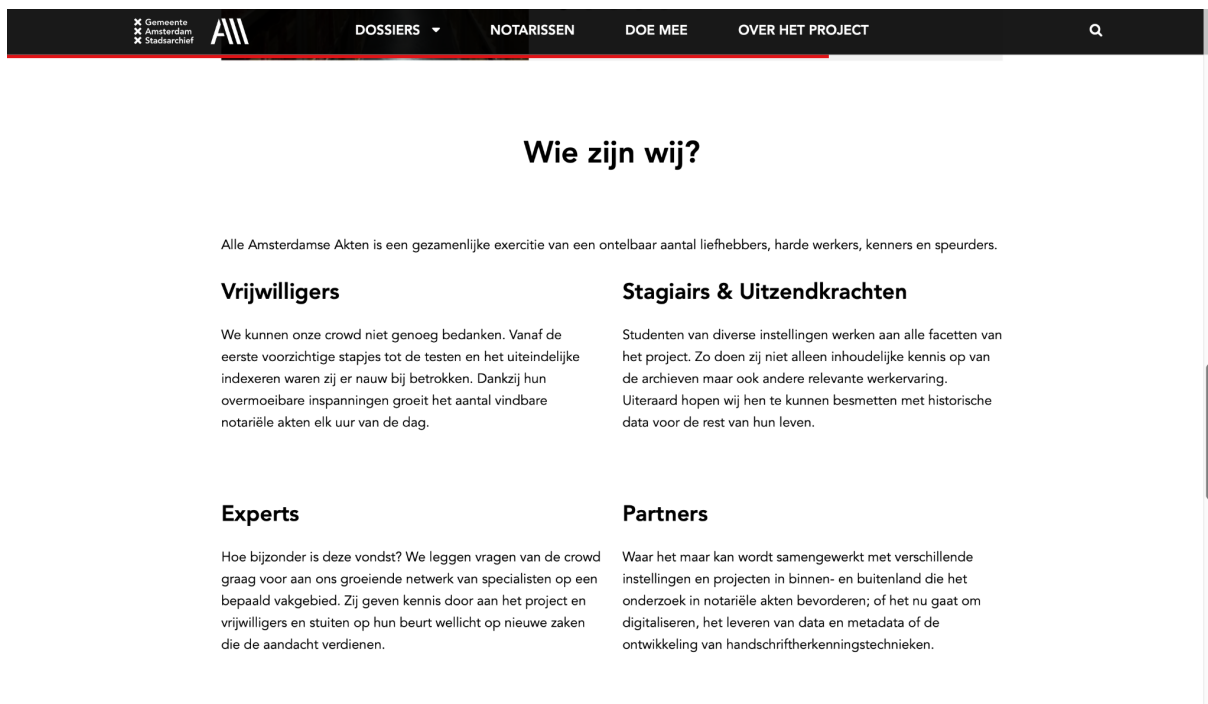 Gemeente
Amsterdam
Stadsarchief
DOSSIERS
NOTARISSEN
DOE MEE
OVER HET PROJECT
Wie zijn wij?
Alle Amsterdamse Akten is een gezamenlijke exercitie van een ontelbaar aantal liefhebbers, harde werkers, kenners en speurders.
Vrijwilligers
We kunnen onze crowd niet genoeg bedanken. Vanaf de
eerste voorzichtige stapjes tot de testen en het uiteindelijke
indexeren waren zij er nauw bij betrokken. Dankzij hun
overmoeibare inspanningen groeit het aantal vindbare
notariële akten elk uur van de dag.
Stagiairs & Uitzendkrachten
Studenten van diverse instellingen werken aan alle facetten van
het project. Zo doen zij niet alleen inhoudelijke kennis op van
de archieven maar ook andere relevante werkervaring.
Uiteraard hopen wij hen te kunnen besmetten met historische
data voor de rest van hun leven.
Experts
Hoe bijzonder is deze vondst? We leggen vragen van de crowd
graag voor aan ons groeiende netwerk van specialisten op een
bepaald vakgebied. Zij geven kennis door aan het project en
vrijwilligers en stuiten op hun beurt wellicht op nieuwe zaken
die de aandacht verdienen.
Partners
Waar het maar kan wordt samengewerkt met verschillende
instellingen en projecten in binnen- en buitenland die het
onderzoek in notariële akten bevorderen; of het nu gaat om
digitaliseren, het leveren van data en metadata of de
ontwikkeling van handschriftherkenningstechnieken.